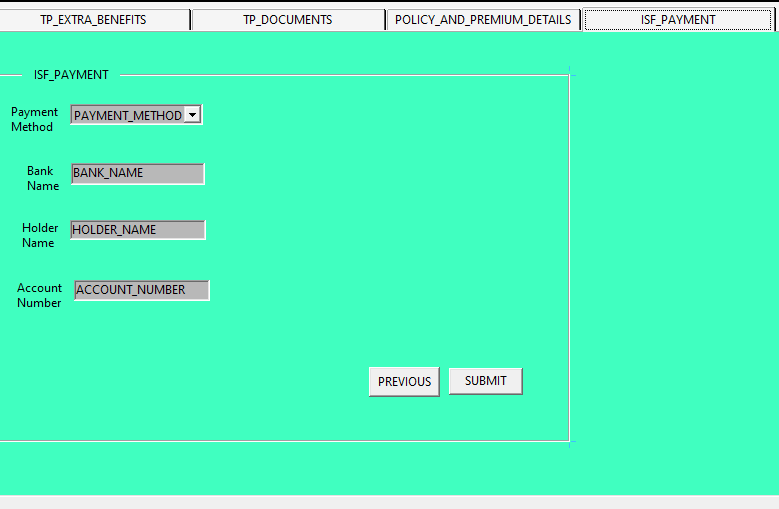 TP_EXTRA_BENEFITS TP_DOCUMENTS POLICY_AND_PREMIUM_DETAILS ISF_PAYMENT
ISF_PAYMENT
Payment
Method
PAYMENT_METHOD
Bank
Name
BANK_NAME
Holder
Name
HOLDER_NAME
Account
Number
ACCOUNT_NUMBER
PREVIOUS SUBMIT